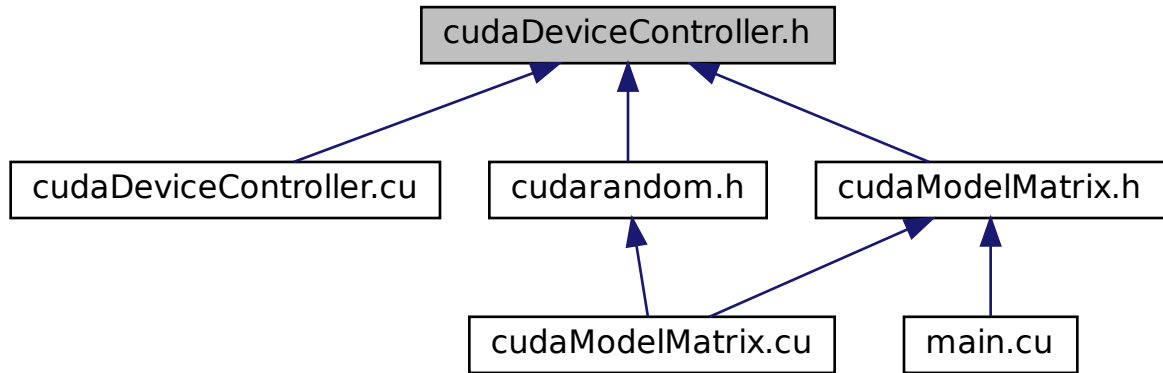 cudaDeviceController.h
cudaDeviceController.cu
cudarandom.h
cudaModelMatrix.h
cudaModelMatrix.cu
main.cu